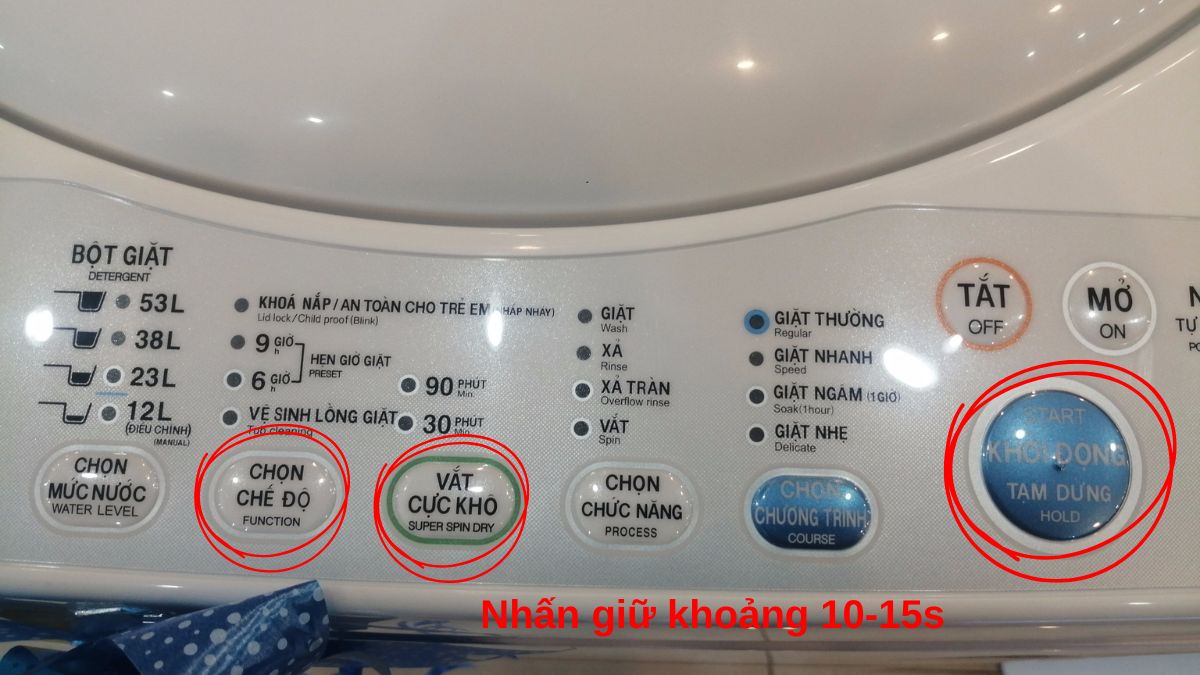 BỘT GIẶT
DETERGENT
53L
38L
23L
12L
(ĐIỀU CHỈNH)
(MANUAL)
CHỌN
MỨC NƯỚC
WATER LEVEL
KHOÁ NẮP / AN TOÀN CHO TRẺ EM
Lid lock/Child proof(Blink)
9 GIỜ
h
6 GIỜ
h
HẸN GIỜ GIẶT
PRESET
VỆ SINH LỒNG GIẶT
CHỌN
CHẾ ĐỘ
FUNCTION
90 PHÚT
Min.
30 PHÚT
Min.
VẮT
CỰC KHÔ
SUPER SPIN DRY
GIẶT
Wash
XẢ
Rinse
XẢ TRÀN
Overflow rinse
VẮT
Spin
CHỌN
CHỨC NĂNG
PROCESS
GIẶT THƯỜNG
Regular
GIẶT NHANH
Speed
GIẶT NGÂM (1 GIỜ)
Soak(1hour)
GIẶT NHẸ
Delicate
CHỌN
CHƯƠNG TRÌNH
COURSE
TẮT
OFF
MỞ
ON
START
KHỞI ĐỘNG
TẠM DỪNG
HOLD
Nhấn giữ khoảng 10-15s